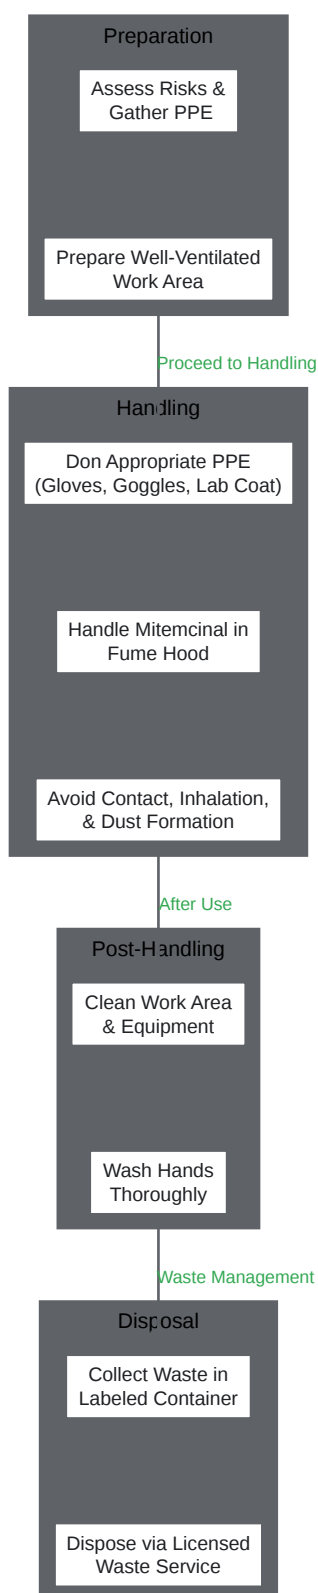 Preparation
Assess Risks &
Gather PPE
Prepare Well-Ventilated
Work Area
Proceed to Handling
Handling
Don Appropriate PPE
(Gloves, Goggles, Lab Coat)
Handle Mitemcinal in
Fume Hood
Avoid Contact, Inhalation,
& Dust Formation
After Use
Post-Handling
Clean Work Area
& Equipment
Wash Hands
Thoroughly
Waste Management
Disposal
Collect Waste in
Labeled Container
Dispose via Licensed
Waste Service